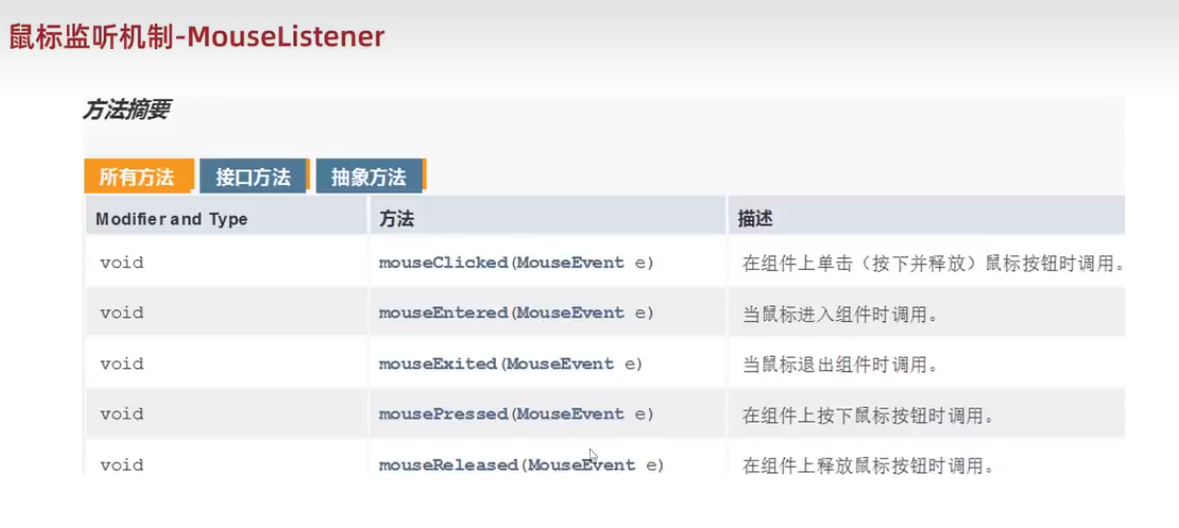 鼠标监听机制-MouseListener
方法摘要
所有方法 接口方法 抽象方法
Modifier and Type 方法 描述
void mouseClicked(MouseEvent e) 在组件上单击（按下并释放）鼠标按钮时调用。
void mouseEntered(MouseEvent e) 当鼠标进入组件时调用。
void mouseExited(MouseEvent e) 当鼠标退出组件时调用。
void mousePressed(MouseEvent e) 在组件上按下鼠标按钮时调用。
void mouseReleased(MouseEvent e) 在组件上释放鼠标按钮时调用。